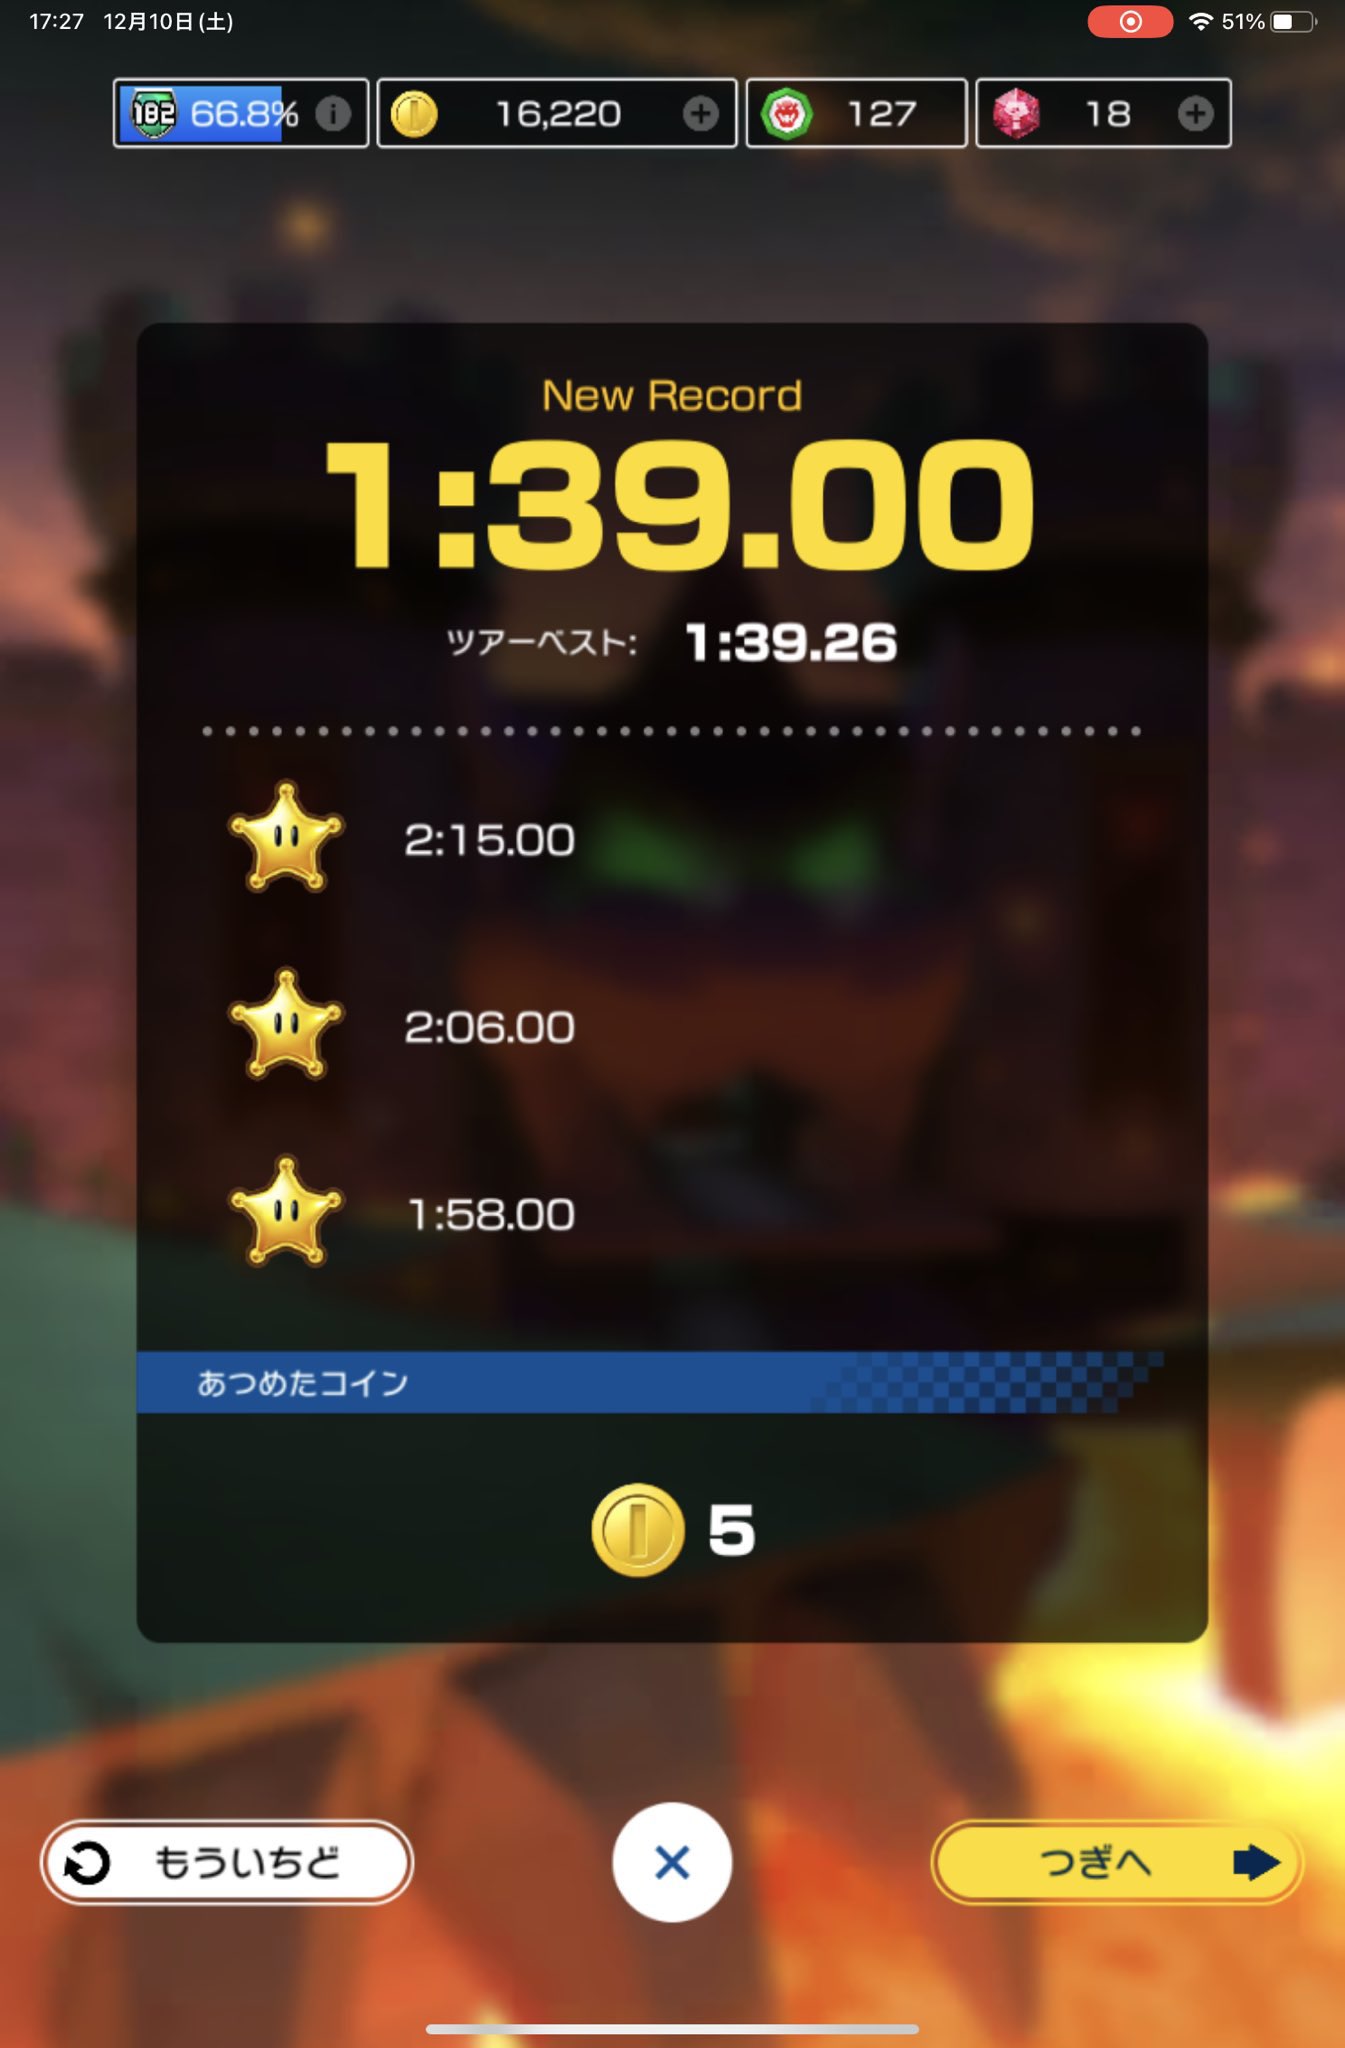 17:27 12月10日(土) 51%
182 66.8% i 16,220 127 18
New Record
1:39.00
ツアーベスト: 1:39.26
2:15.00
2:06.00
1:58.00
あつめたコイン
5
もういちど × つぎへ